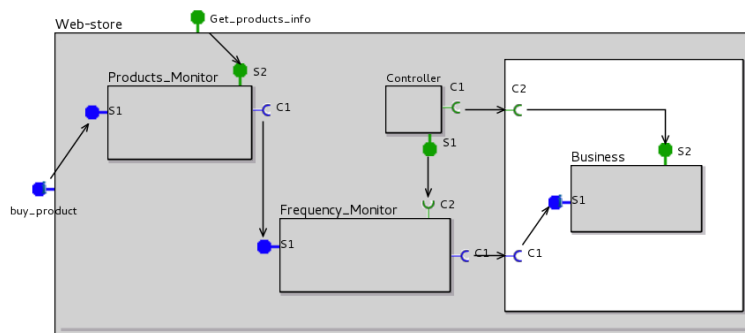 Get_products_info
Web-store
Products_Monitor
S2
S1
C1
Controller
C1
S1
C2
Business
S2
S1
buy_product
Frequency_Monitor
C2
S1
C1
C1